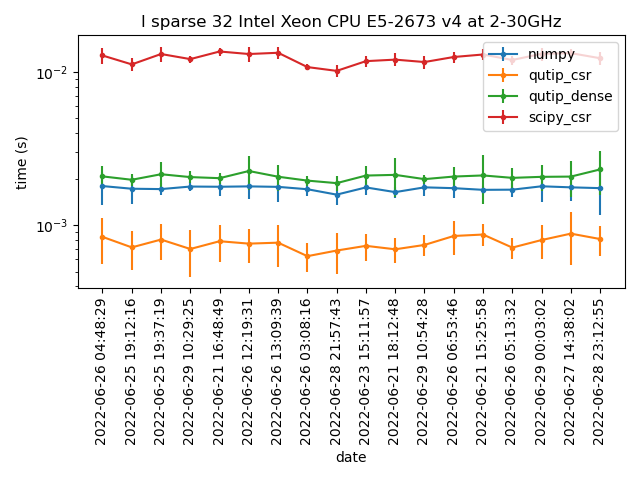 l sparse 32 Intel Xeon CPU E5-2673 v4 at 2-30GHz
numpy
qutip_csr
qutip_dense
scipy_csr
time (s)
10⁻²
10⁻³
2022-06-26 04:48:29
2022-06-25 19:12:16
2022-06-25 19:37:19
2022-06-29 10:29:25
2022-06-21 16:48:49
2022-06-26 12:19:31
2022-06-26 13:09:39
2022-06-26 03:08:16
2022-06-28 21:57:43
2022-06-23 15:11:57
2022-06-21 18:12:48
2022-06-29 10:54:28
2022-06-26 06:53:46
2022-06-21 15:25:58
2022-06-26 05:13:32
2022-06-29 00:03:02
2022-06-27 14:38:02
2022-06-28 23:12:55
date